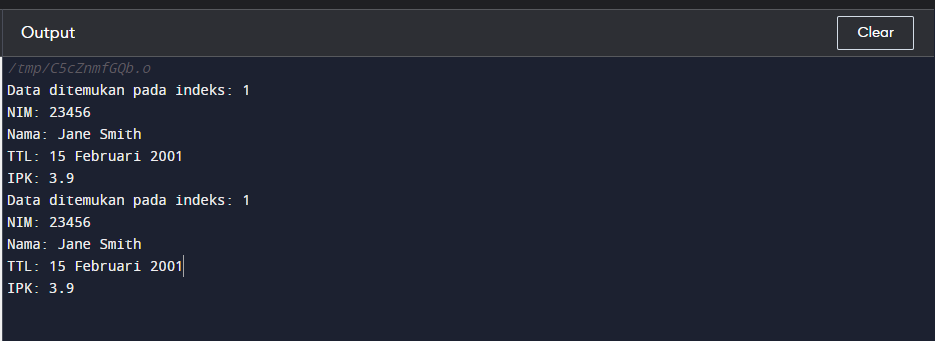 Output
Clear
/tmp/C5cZnmfGQb.o
Data ditemukan pada indeks: 1
NIM: 23456
Nama: Jane Smith
TTL: 15 Februari 2001
IPK: 3.9
Data ditemukan pada indeks: 1
NIM: 23456
Nama: Jane Smith
TTL: 15 Februari 2001
IPK: 3.9